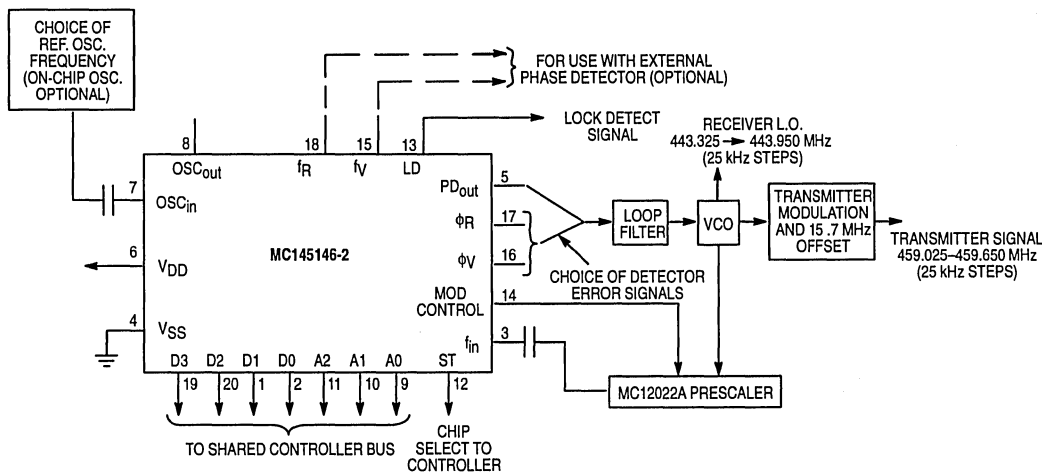 CHOICE OF
REF. OSC.
FREQUENCY
(ON-CHIP OSC.
OPTIONAL)
FOR USE WITH EXTERNAL
PHASE DETECTOR (OPTIONAL)
LOCK DETECT
SIGNAL
RECEIVER L.O.
443.325 → 443.950 MHz
(25 kHz STEPS)
8
18
15
13
OSCout
fR
fV
LD
7
OSCin
PDout
5
ϕR
17
ϕV
16
MC145146-2
LOOP
FILTER
VCO
TRANSMITTER
MODULATION
AND 15 .7 MHz
OFFSET
TRANSMITTER SIGNAL
459.025–459.650 MHz
(25 kHz STEPS)
CHOICE OF DETECTOR
ERROR SIGNALS
6
VDD
MOD
CONTROL
14
4
VSS
fin
3
D3
D2
D1
D0
A2
A1
A0
ST
19
20
1
2
11
10
9
12
MC12022A PRESCALER
TO SHARED CONTROLLER BUS
CHIP
SELECT TO
CONTROLLER